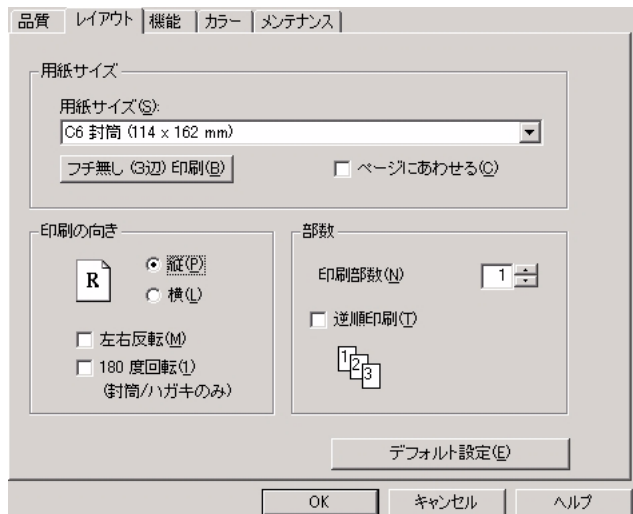 品質 レイアウト 機能 カラー メンテナンス
用紙サイズ
用紙サイズ(S):
C6 封筒 (114 x 162 mm)
フチ無し (3辺) 印刷(B) ページにあわせる(C)
印刷の向き
R
縦(P)
横(L)
左右反転(M)
180 度回転(1)
(封筒/ハガキのみ)
部数
印刷部数(N) 1
逆順印刷(T)
1 2 3
デフォルト設定(E)
OK キャンセル ヘルプ